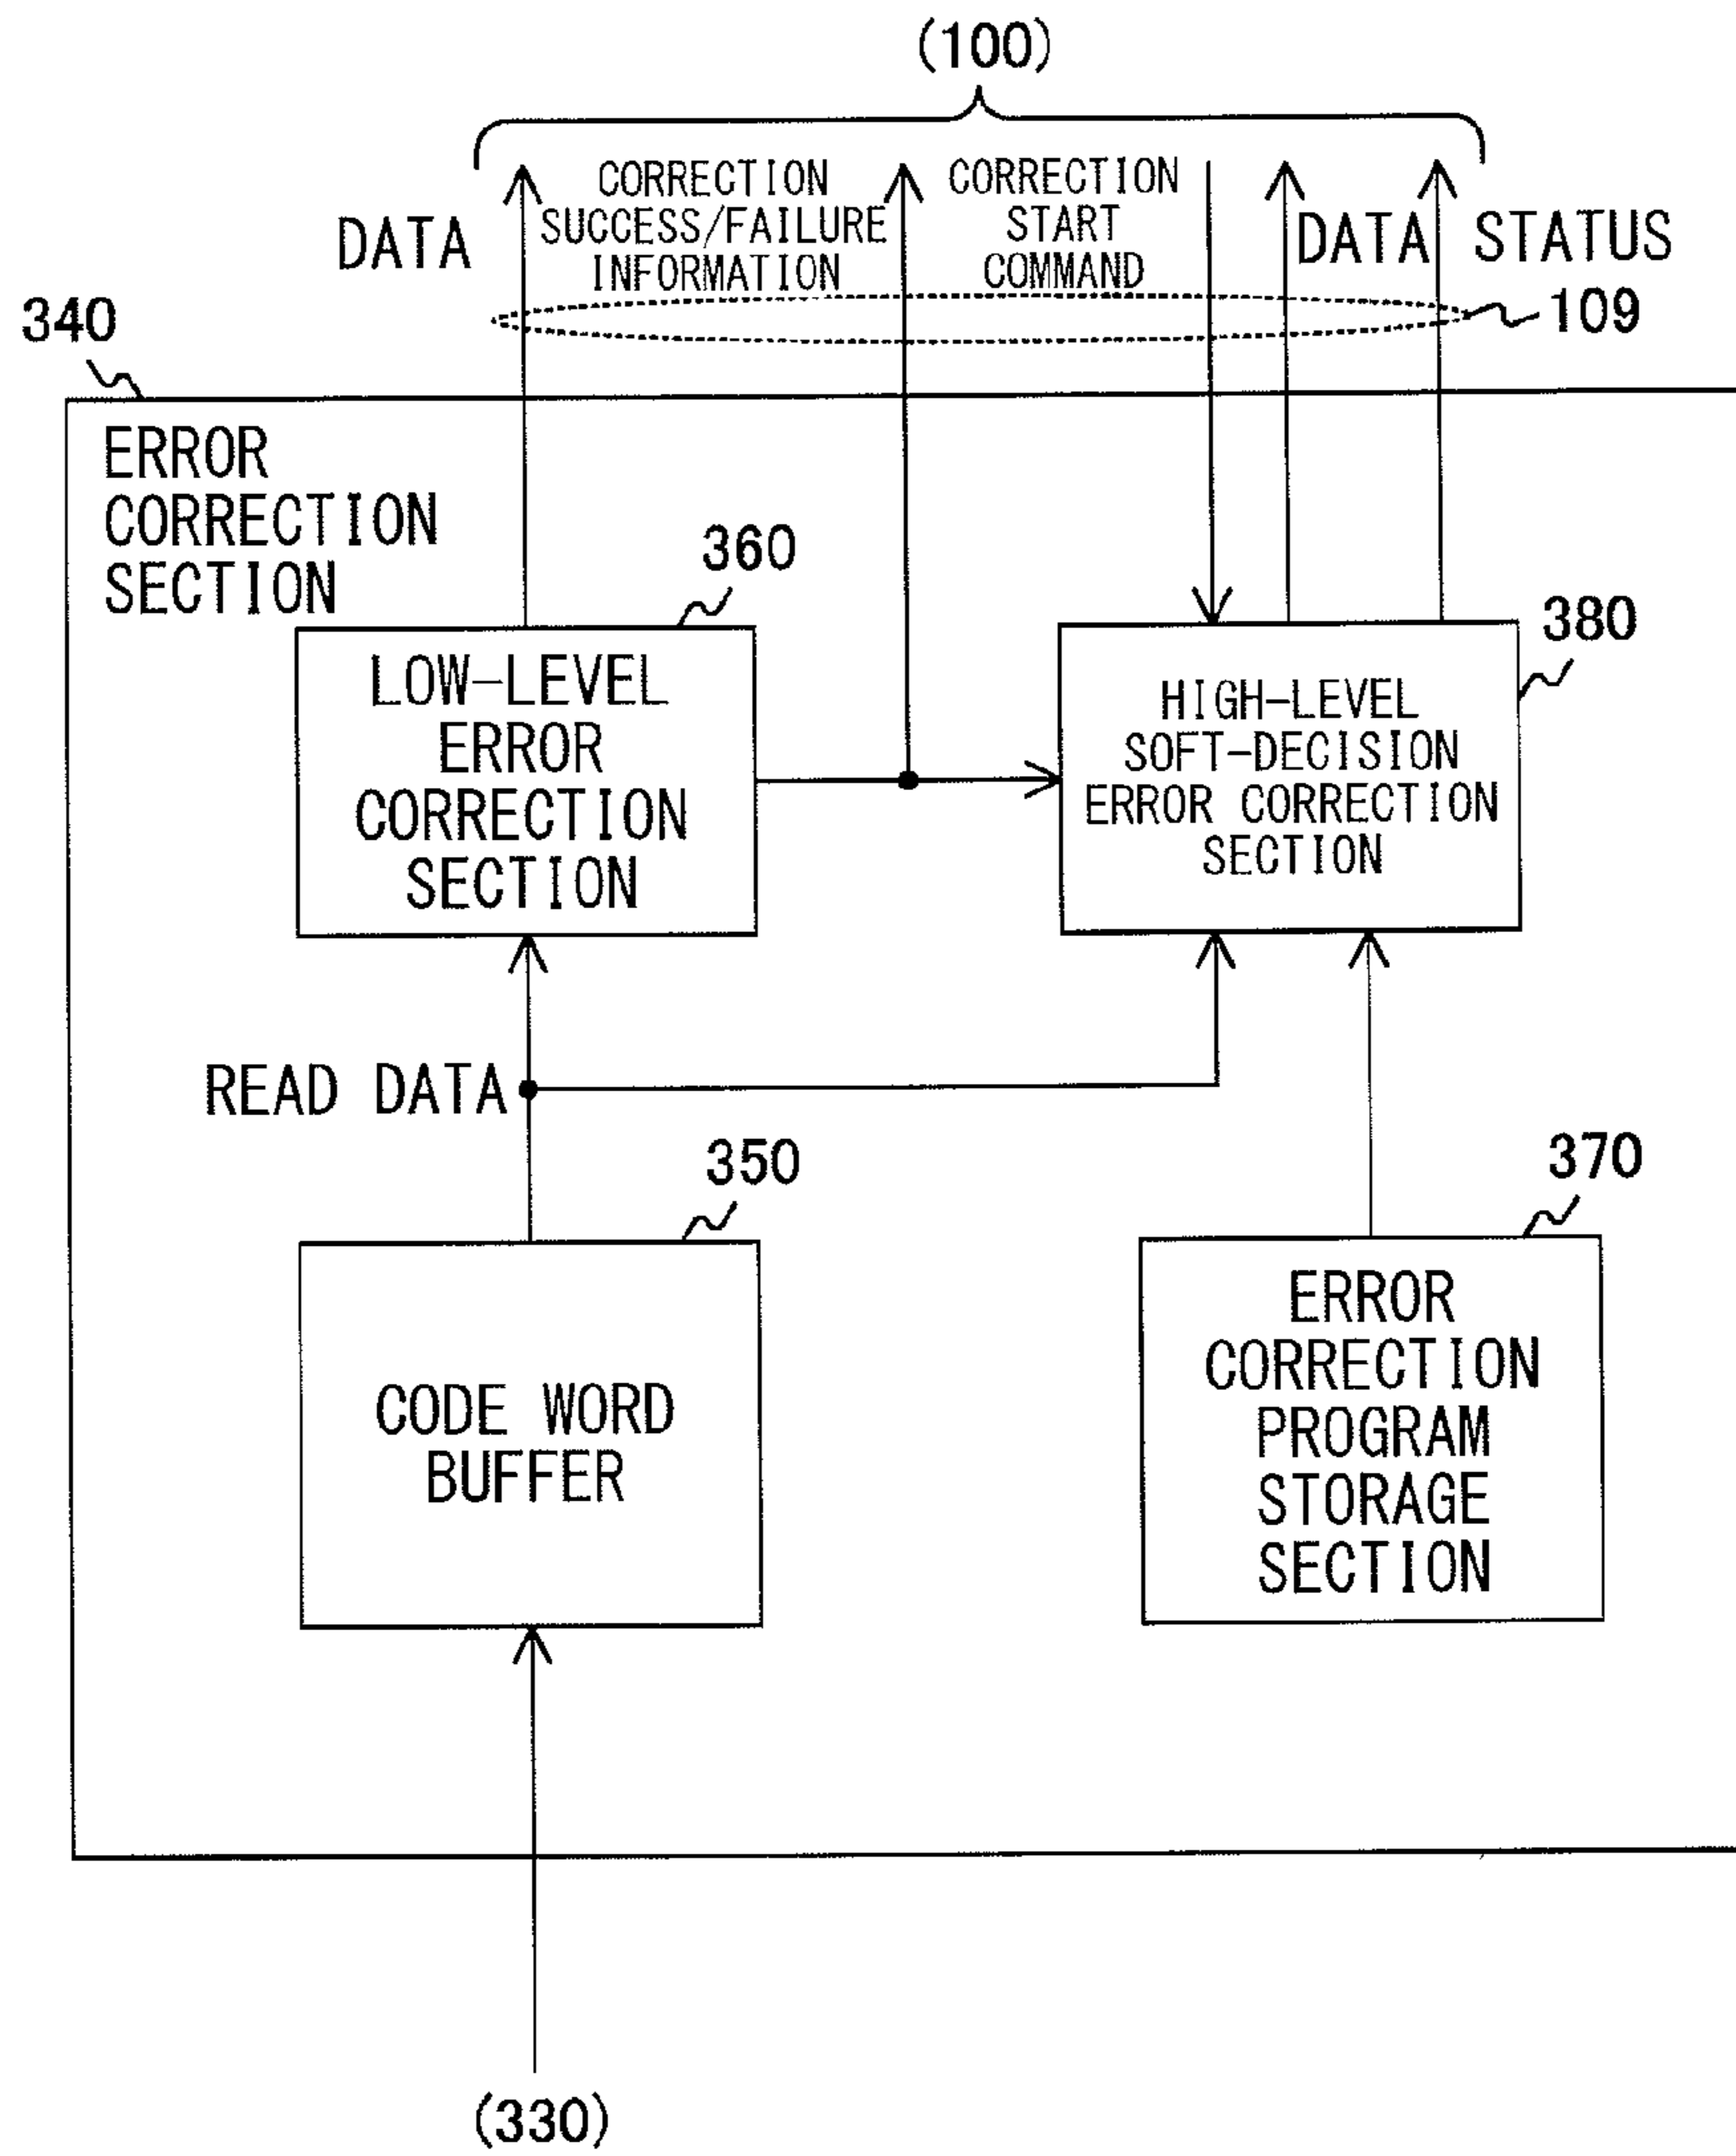 (100)
DATA
CORRECTION
SUCCESS/FAILURE
INFORMATION
CORRECTION
START
COMMAND
DATA
STATUS
109
340
ERROR
CORRECTION
SECTION
360
LOW-LEVEL
ERROR
CORRECTION
SECTION
380
HIGH-LEVEL
SOFT-DECISION
ERROR CORRECTION
SECTION
READ DATA
350
CODE WORD
BUFFER
370
ERROR
CORRECTION
PROGRAM
STORAGE
SECTION
(330)